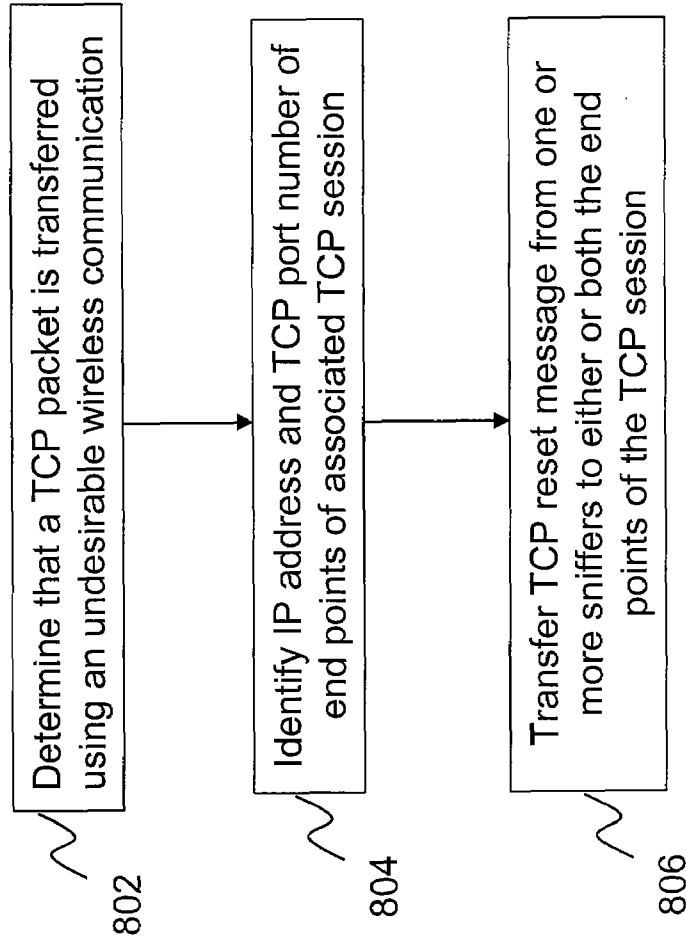 Determine that a TCP packet is transferred
using an undesirable wireless communication
802
Identify IP address and TCP port number of
end points of associated TCP session
804
Transfer TCP reset message from one or
more sniffers to either or both the end
points of the TCP session
806